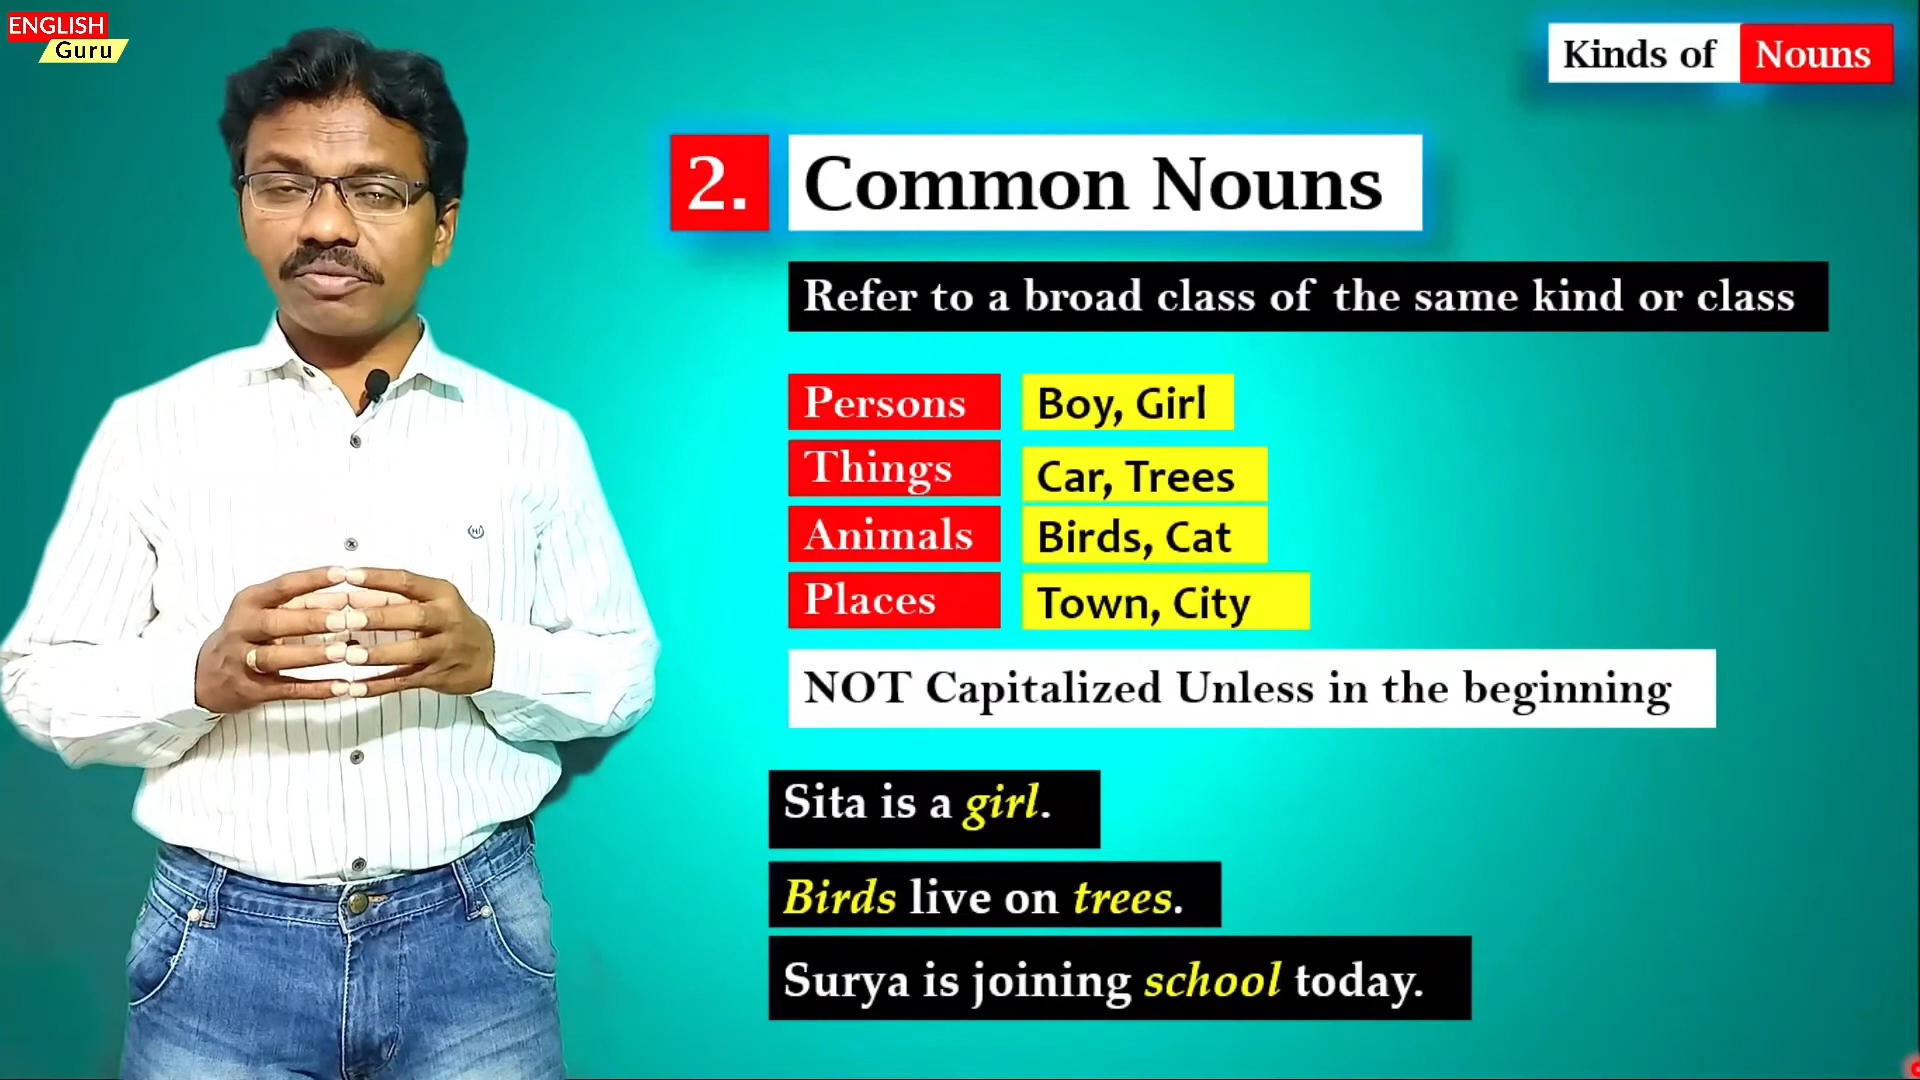 ENGLISH
Guru
Kinds of Nouns
2. Common Nouns
Refer to a broad class of the same kind or class
Persons Boy, Girl
Things Car, Trees
Animals Birds, Cat
Places Town, City
NOT Capitalized Unless in the beginning
Sita is a girl.
Birds live on trees.
Surya is joining school today.